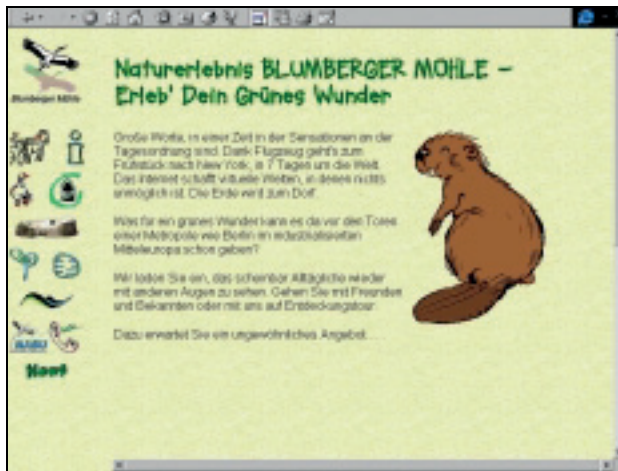 Blumberger Mühle
Naturerlebnis BLUMBERGER MÜHLE –
Erleb' Dein Grünes Wunder
Große Worte, in einer Zeit in der Sensationen an der
Tagesordnung sind. Dank Flugzeug geht's zum
Frühstück nach New York, in 7 Tagen um die Welt.
Das Internet schafft virtuelle Welten, in denen nichts
unmöglich ist. Die Erde wird zum Dorf.
Was für ein grünes Wunder kann es da vor den Toren
einer Metropole wie Berlin im industrialisierten
Mitteleuropa schon geben?
Wir laden Sie ein, das scheinbar Alltägliche wieder
mit anderen Augen zu sehen. Gehen Sie mit Freunden
und Bekannten oder mit uns auf Entdeckungstour.
Dazu erwartet Sie ein ungewöhnliches Angebot...
NABU